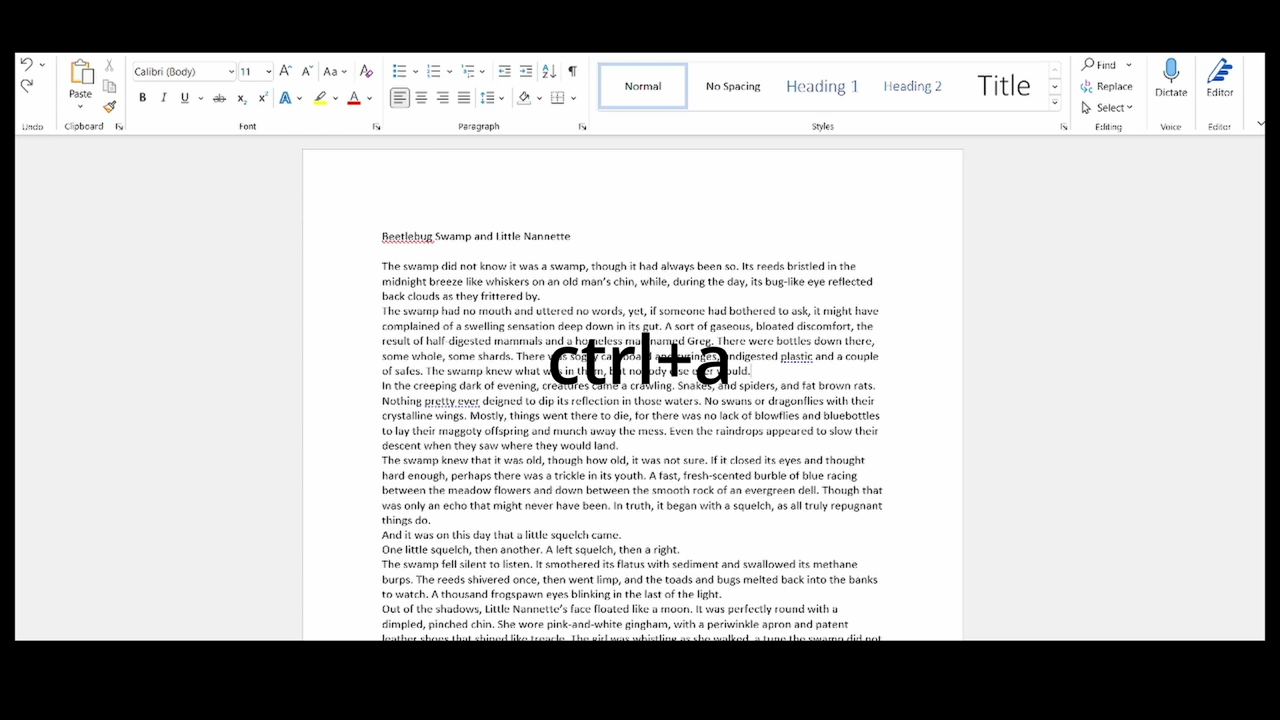 Calibri (Body) 11 Aa
Paste
B I U ab x₂ x² A A
Normal No Spacing Heading 1 Heading 2 Title
Find
Replace
Select
Dictate
Editor
Undo Clipboard Font Paragraph Styles Editing Voice Editor
Beetlebug Swamp and Little Nannette
The swamp did not know it was a swamp, though it had always been so. Its reeds bristled in the
midnight breeze like whiskers on an old man's chin, while, during the day, its bug-like eye reflected
back clouds as they frittered by.
The swamp had no mouth and uttered no words, yet, if someone had bothered to ask, it might have
complained of a swelling sensation deep down in its gut. A sort of gaseous, bloated discomfort, the
result of half-digested mammals and a homeless man named Greg. There were bottles down there,
some whole, some shards. There was soggy cardboard and syringes, undigested plastic and a couple
of safes. The swamp knew what was in them, but nobody else ever would.
ctrl+a
In the creeping dark of evening, creatures came a crawling. Snakes, and spiders, and fat brown rats.
Nothing pretty ever deigned to dip its reflection in those waters. No swans or dragonflies with their
crystalline wings. Mostly, things went there to die, for there was no lack of blowflies and bluebottles
to lay their maggoty offspring and munch away the mess. Even the raindrops appeared to slow their
descent when they saw where they would land.
The swamp knew that it was old, though how old, it was not sure. If it closed its eyes and thought
hard enough, perhaps there was a trickle in its youth. A fast, fresh-scented burble of blue racing
between the meadow flowers and down between the smooth rock of an evergreen dell. Though that
was only an echo that might never have been. In truth, it began with a squelch, as all truly repugnant
things do.
And it was on this day that a little squelch came.
One little squelch, then another. A left squelch, then a right.
The swamp fell silent to listen. It smothered its flatus with sediment and swallowed its methane
burps. The reeds shivered once, then went limp, and the toads and bugs melted back into the banks
to watch. A thousand frogspawn eyes blinking in the last of the light.
Out of the shadows, Little Nannette's face floated like a moon. It was perfectly round with a
dimpled, pinched chin. She wore pink-and-white gingham, with a periwinkle apron and patent
leather shoes that shined like treacle. The girl was whistling as she walked, a tune the swamp did not